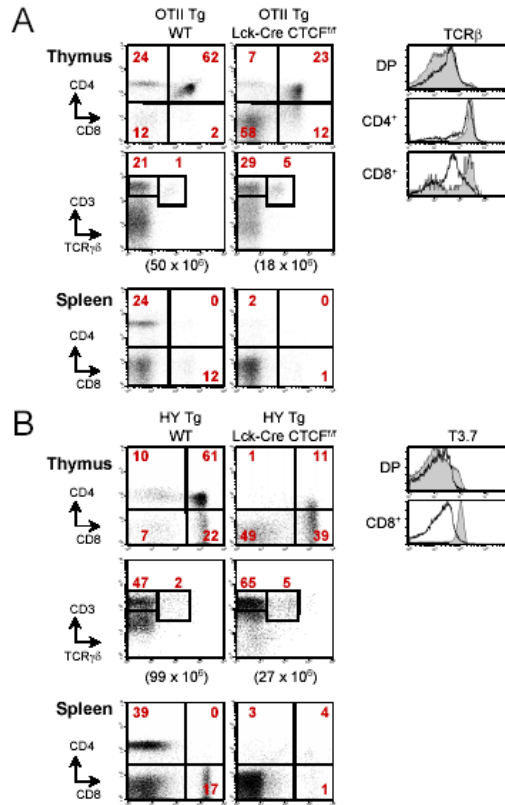 A
OTII Tg
WT
OTII Tg
Lck-Cre CTCFf/f
Thymus
CD4
CD8
24 62
12 2
7 23
58 12
TCRβ
DP
CD4+
CD8+
CD3
TCRγδ
21 1
29 5
(50 x 10⁶)
(18 x 10⁶)
Spleen
CD4
CD8
24 0
12
2 0
1
B
HY Tg
WT
HY Tg
Lck-Cre CTCFf/f
Thymus
CD4
CD8
10 61
7 22
1 11
49 39
T3.7
DP
CD8+
CD3
TCRγδ
47 2
65 5
(99 x 10⁶)
(27 x 10⁶)
Spleen
CD4
CD8
39 0
17
3 4
1